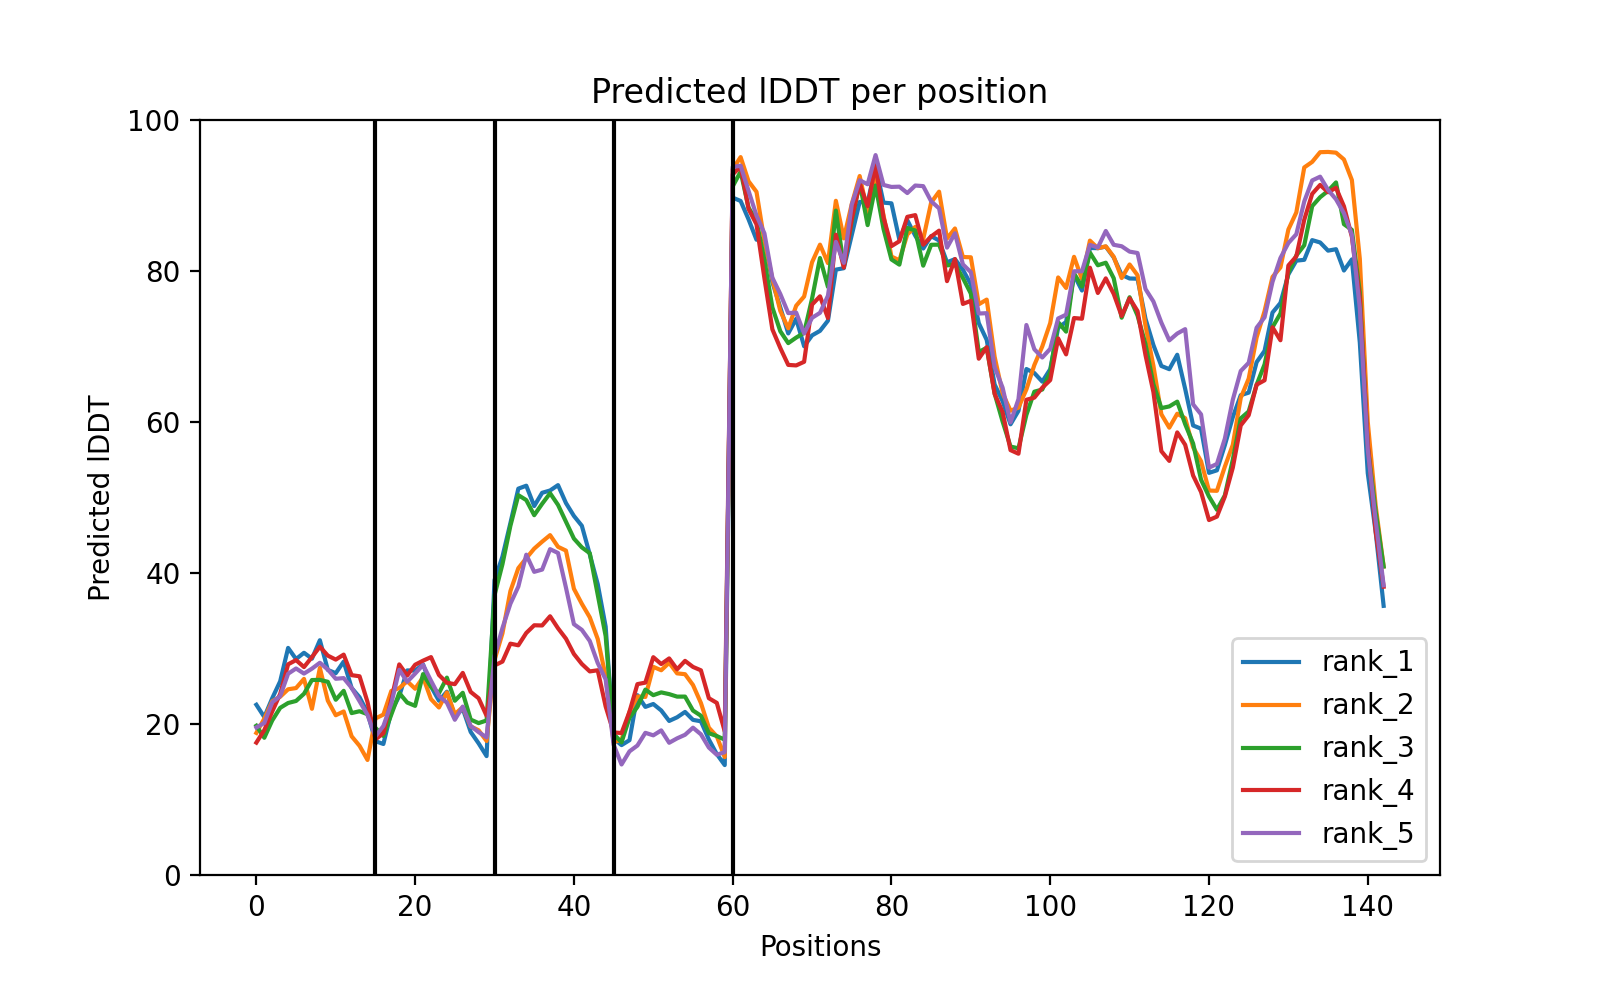 Predicted lDDT per position
100
80
60
40
20
0
Predicted lDDT
0 20 40 60 80 100 120 140
Positions
rank_1
rank_2
rank_3
rank_4
rank_5